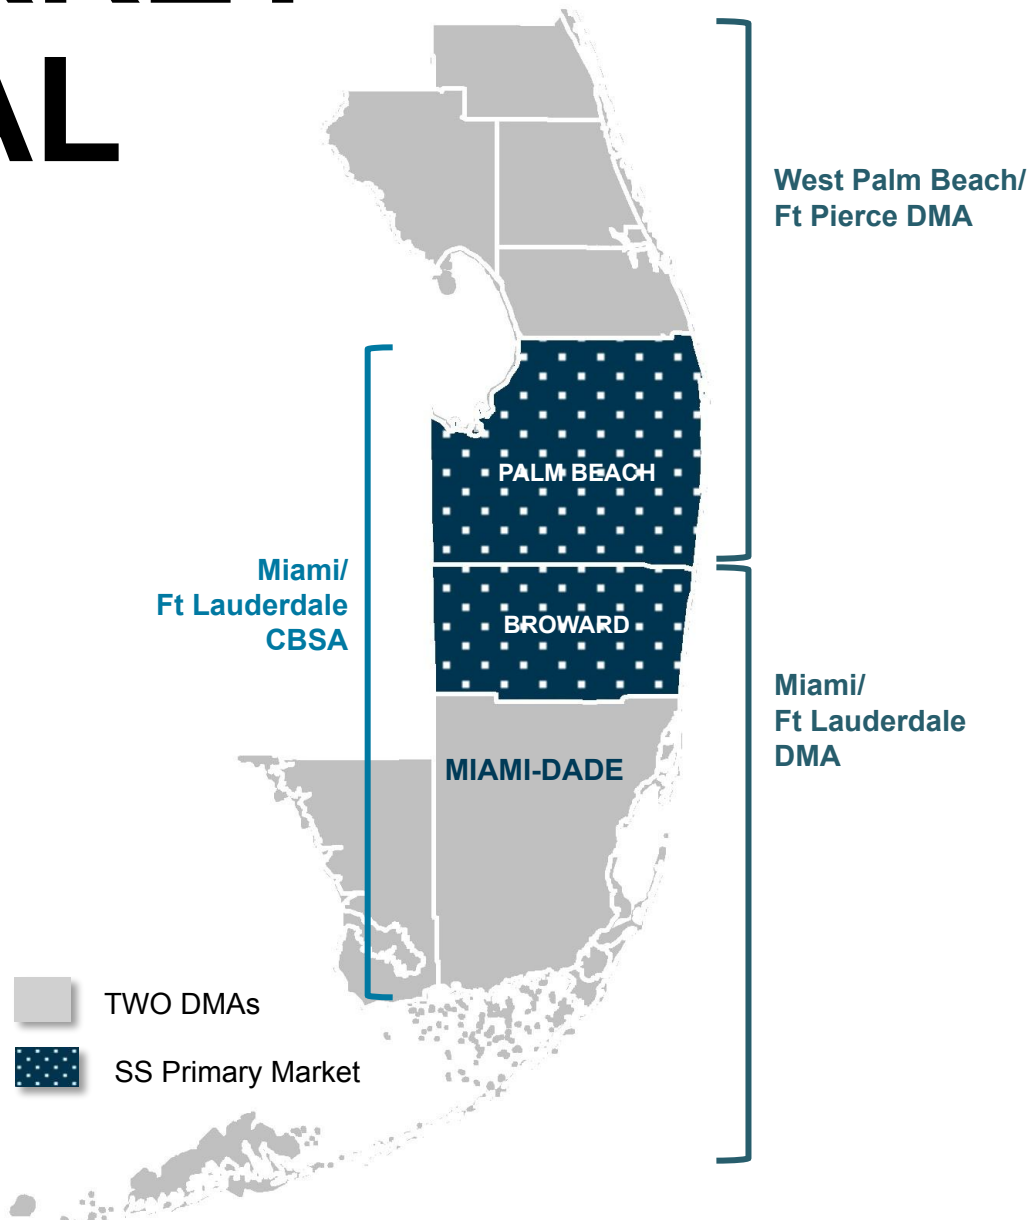 AL
West Palm Beach/
Ft Pierce DMA
PALM BEACH
Miami/
Ft Lauderdale
CBSA
BROWARD
Miami/
Ft Lauderdale
DMA
MIAMI-DADE
TWO DMAs
SS Primary Market